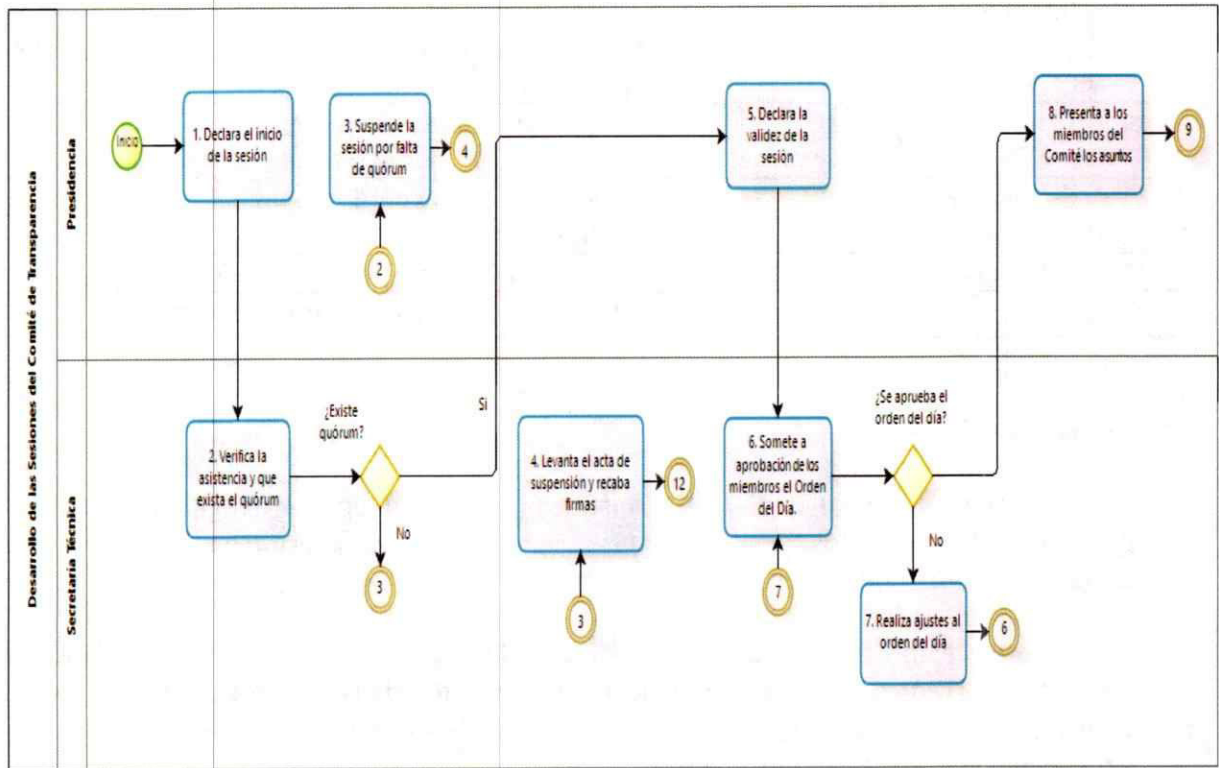 Desarrollo de las Sesiones del Comité de Transparencia
Presidencia
Inicio
1. Declara el inicio
de la sesión
3. Suspende la
sesión por falta
de quórum
4
2
5. Declara la
validez de la
sesión
8. Presenta a los
miembros del
Comité los asuntos
9
Secretaria Técnica
2. Verifica la
asistencia y que
exista el quórum
¿Existe
quórum?
Si
No
3
4. Levanta el acta de
suspensión y recaba
firmas
12
3
6. Somete a
aprobación de los
miembros el Orden
del Día.
7
¿Se aprueba el
orden del día?
No
7. Realiza ajustes al
orden del día
6